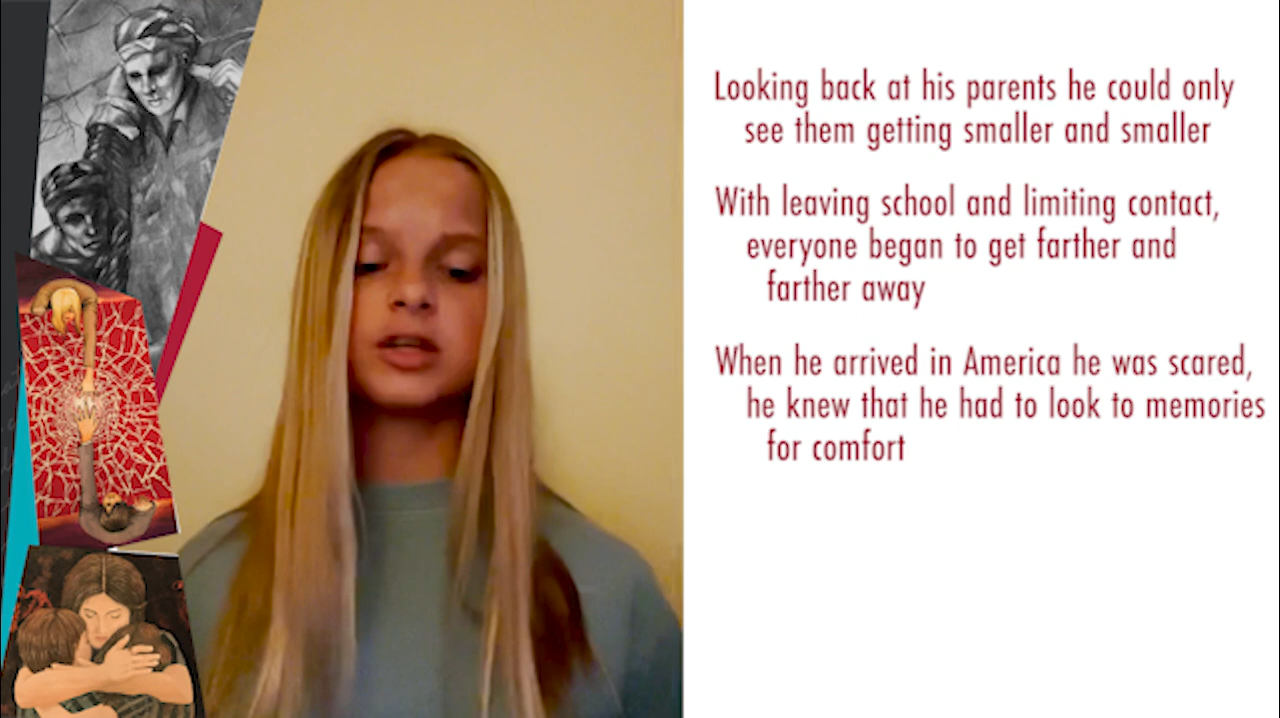 Looking back at his parents he could only
see them getting smaller and smaller
With leaving school and limiting contact,
everyone began to get farther and
farther away
When he arrived in America he was scared,
he knew that he had to look to memories
for comfort